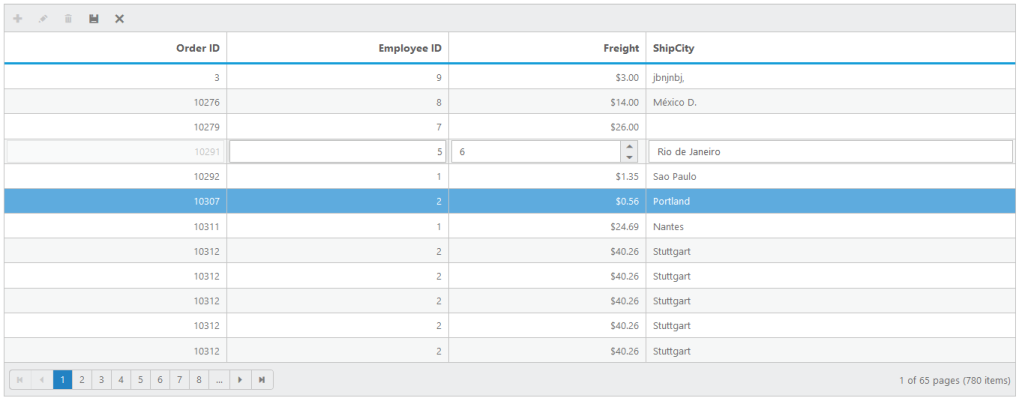 Order ID Employee ID Freight ShipCity
3 9 $3.00 jbnjnbj,
10276 8 $14.00 México D.
10279 7 $26.00
10291 5 6 Rio de Janeiro
10292 1 $1.35 Sao Paulo
10307 2 $0.56 Portland
10311 1 $24.69 Nantes
10312 2 $40.26 Stuttgart
10312 2 $40.26 Stuttgart
10312 2 $40.26 Stuttgart
10312 2 $40.26 Stuttgart
10312 2 $40.26 Stuttgart
1 2 3 4 5 6 7 8 ... 1 of 65 pages (780 items)